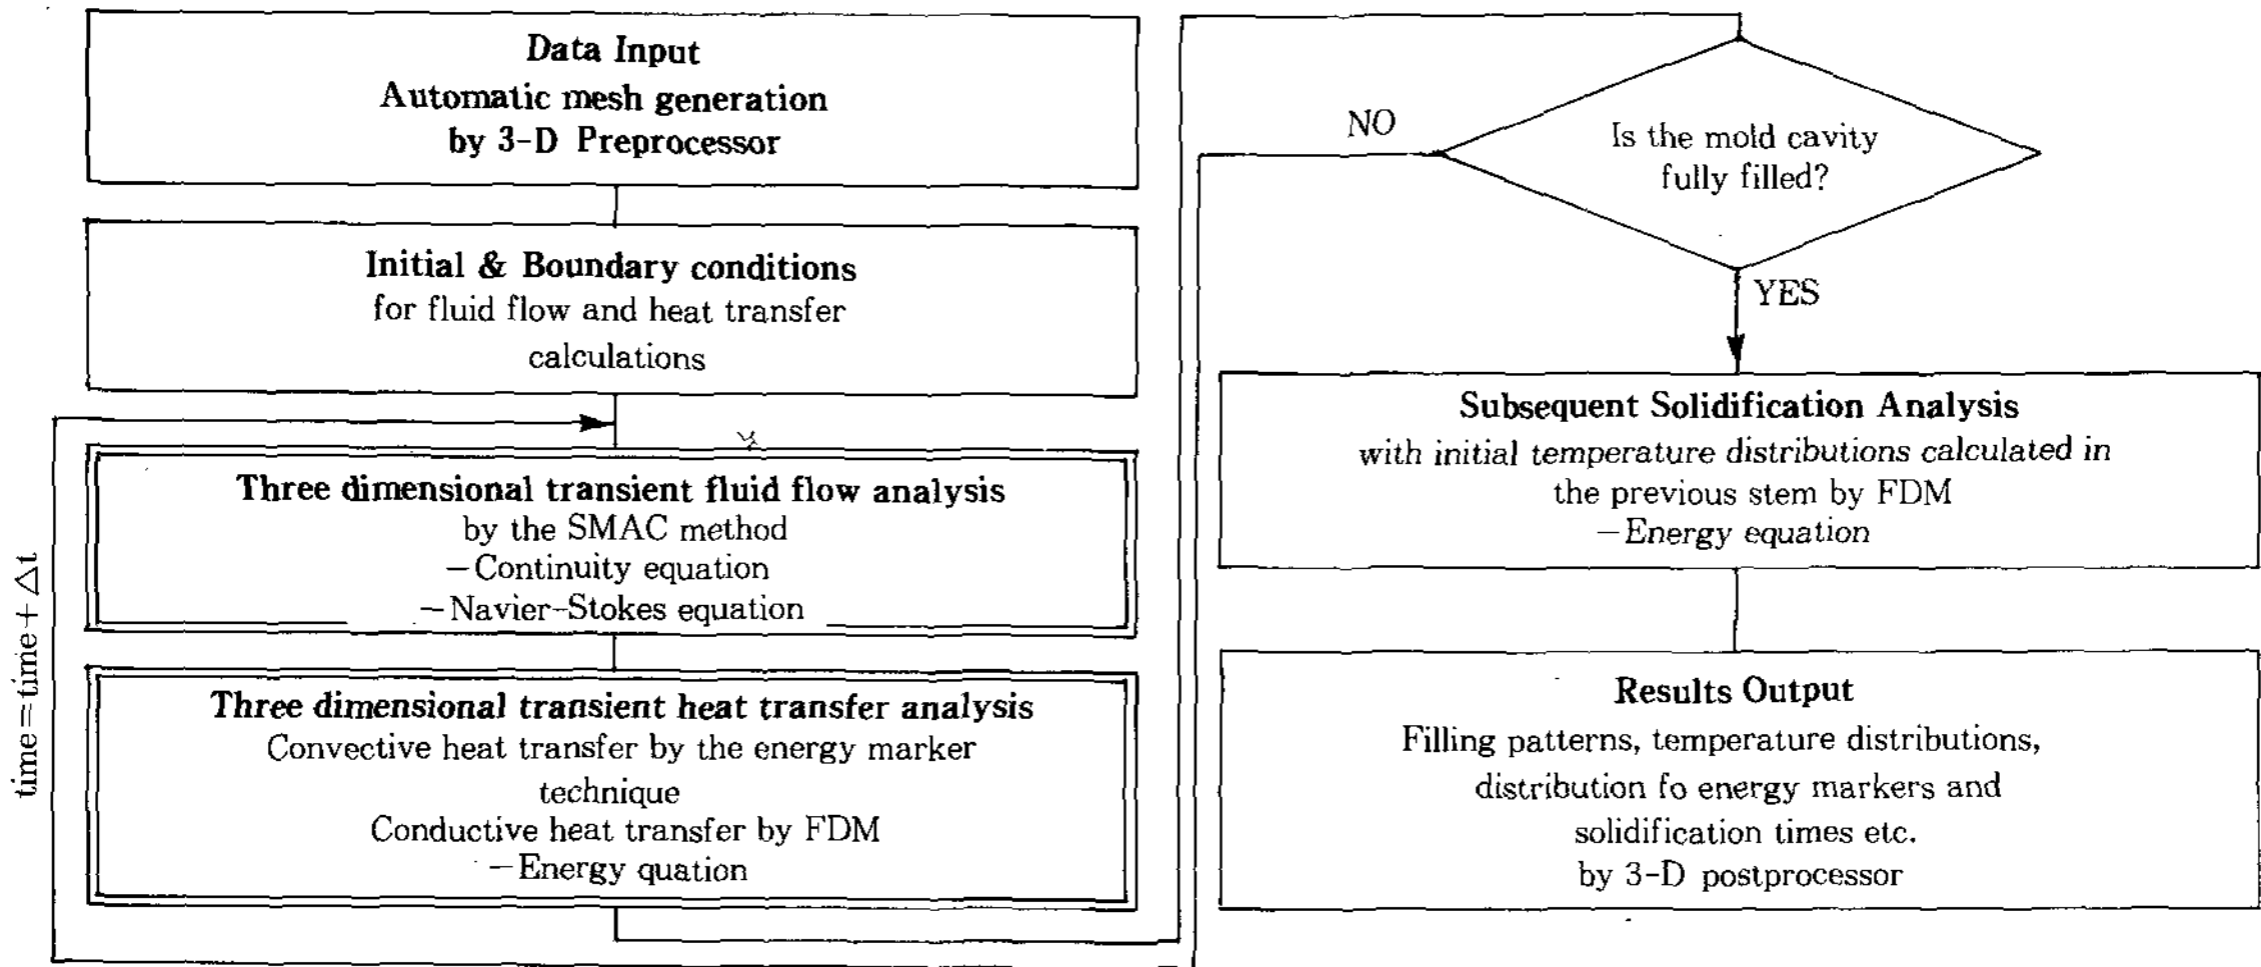 Data Input
Automatic mesh generation
by 3-D Preprocessor
Initial & Boundary conditions
for fluid flow and heat transfer
calculations
Three dimensional transient fluid flow analysis
by the SMAC method
—Continuity equation
—Navier-Stokes equation
Three dimensional transient heat transfer analysis
Convective heat transfer by the energy marker
technique
Conductive heat transfer by FDM
—Energy quation
time=time+△t
Is the mold cavity
fully filled?
NO
YES
Subsequent Solidification Analysis
with initial temperature distributions calculated in
the previous stem by FDM
—Energy equation
Results Output
Filling patterns, temperature distributions,
distribution fo energy markers and
solidification times etc.
by 3-D postprocessor